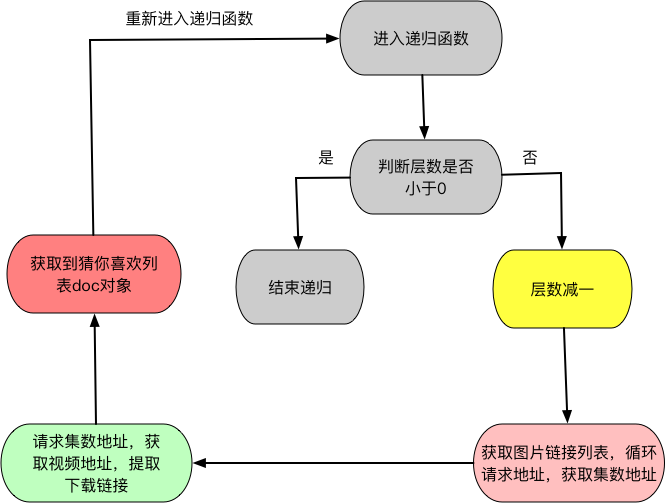 重新进入递归函数
进入递归函数
判断层数是否
小于0
是
否
获取到猜你喜欢列
表doc对象
结束递归
层数减一
请求集数地址，获
取视频地址，提取
下载链接
获取图片链接列表，循环
请求地址，获取集数地址